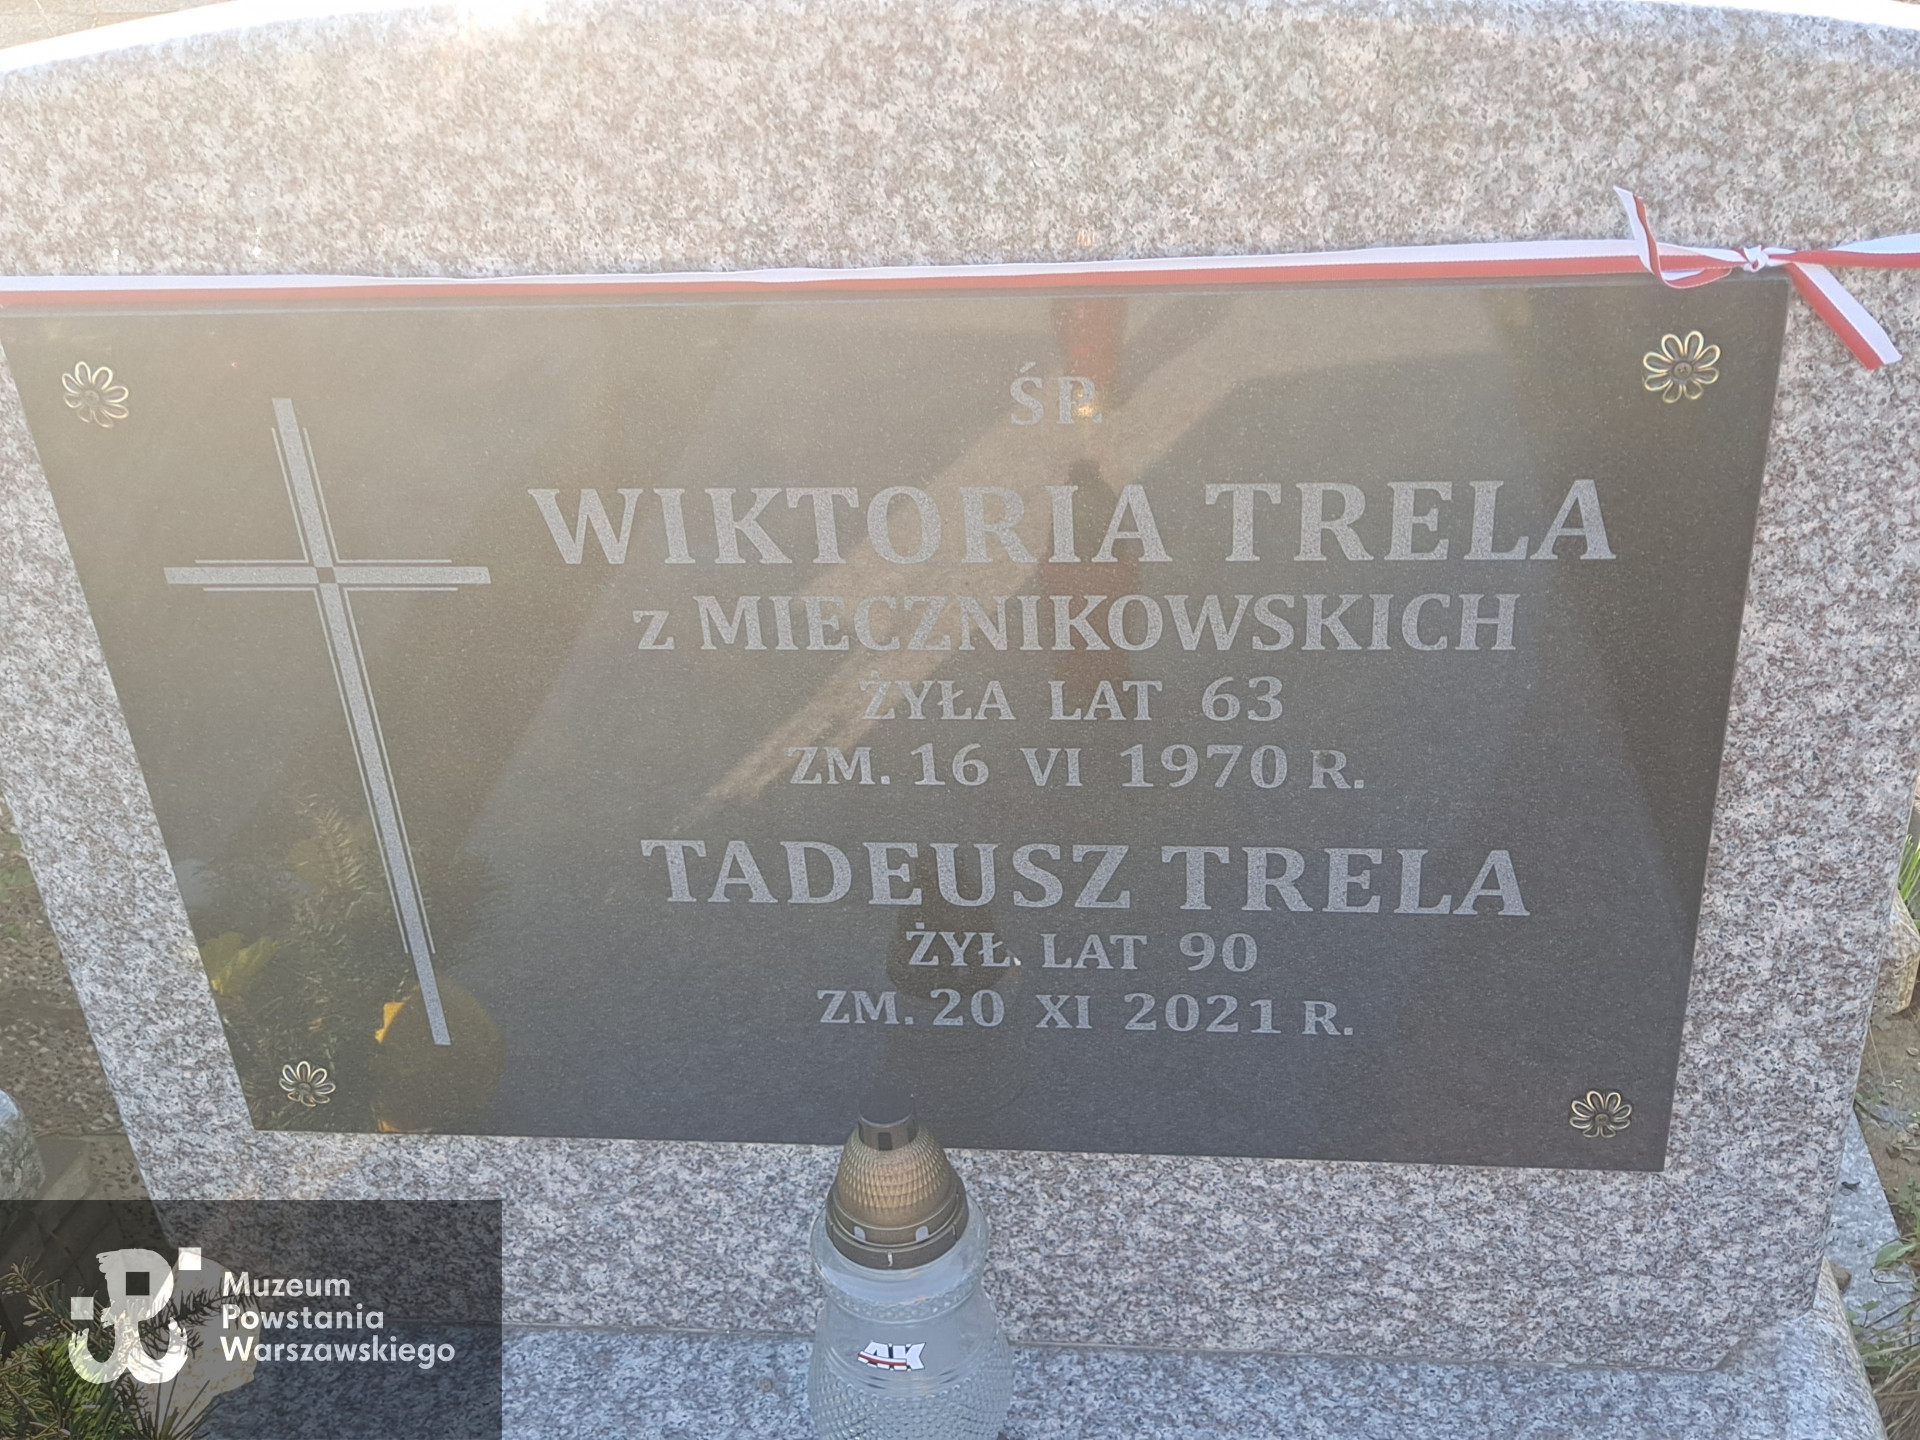 ŚP.
WIKTORIA TRELA
z MIECZNIKOWSKICH
ŻYŁA LAT 63
ZM. 16 VI 1970 R.
TADEUSZ TRELA
ŻYŁ LAT 90
ZM. 20 XI 2021 R.
AK
Muzeum
Powstania
Warszawskiego